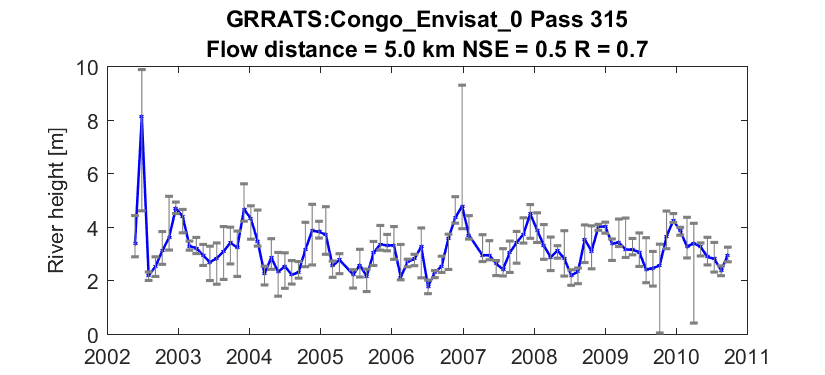 GRRATS:Congo_Envisat_0 Pass 315
Flow distance = 5.0 km NSE = 0.5 R = 0.7
10
8
6
4
2
0
River height [m]
2002 2003 2004 2005 2006 2007 2008 2009 2010 2011